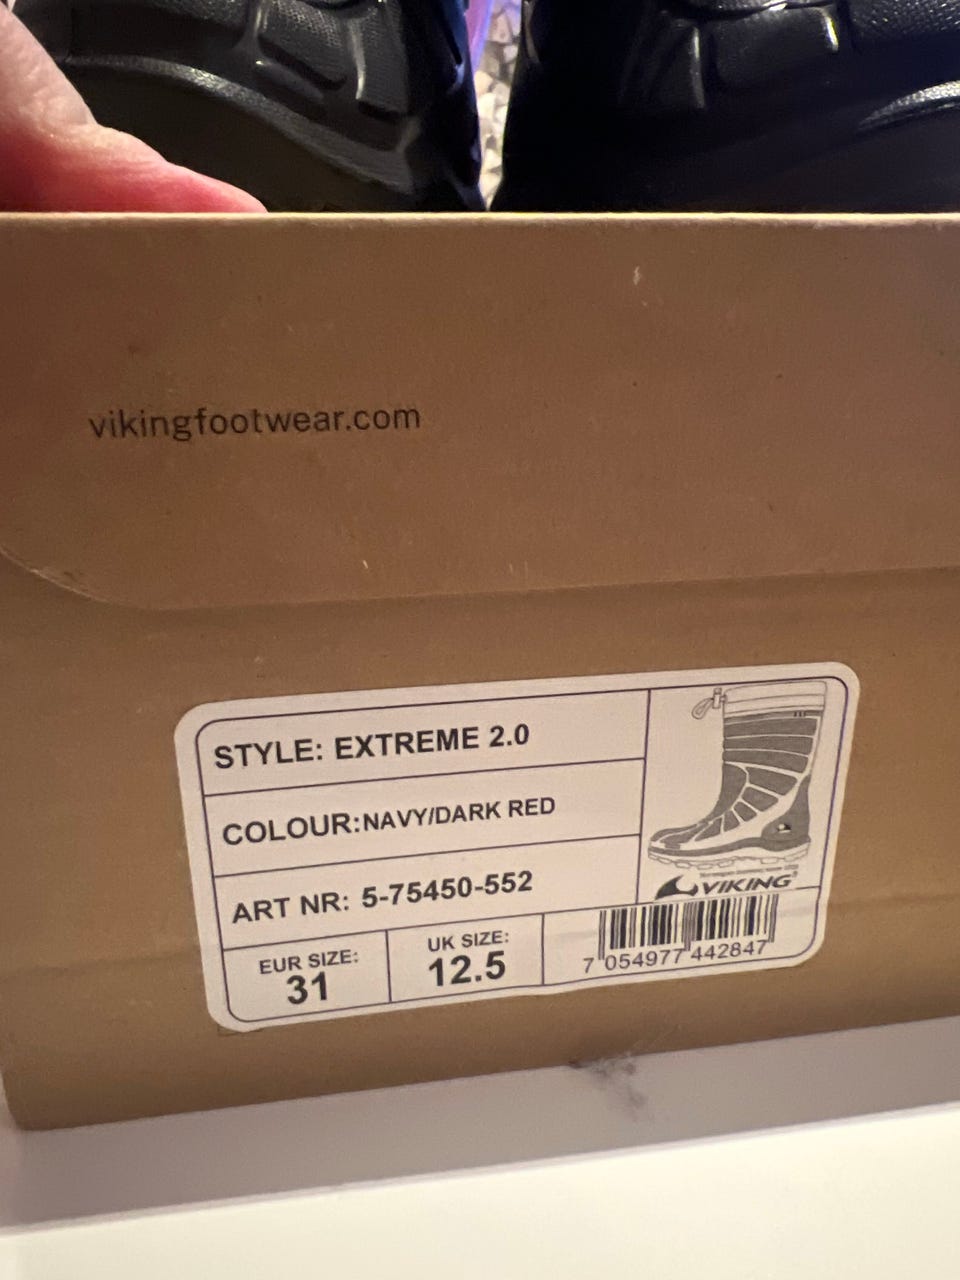 vikingfootwear.com
STYLE: EXTREME 2.0
COLOUR:NAVY/DARK RED
ART NR: 5-75450-552
VIKING®
EUR SIZE:
31
UK SIZE:
12.5
7 054977 442847